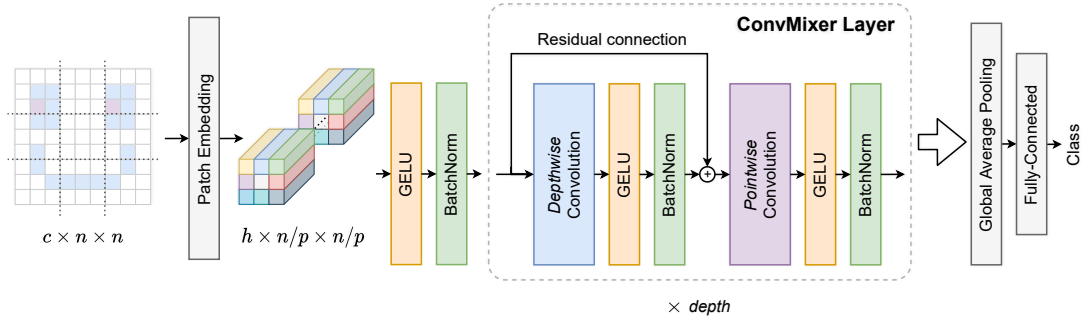 ConvMixer Layer
Residual connection
Patch Embedding
GELU
BatchNorm
Depthwise
Convolution
GELU
BatchNorm
+
Pointwise
Convolution
GELU
BatchNorm
Global Average Pooling
Fully-Connected
Class
c × n × n
h × n/p × n/p
× depth